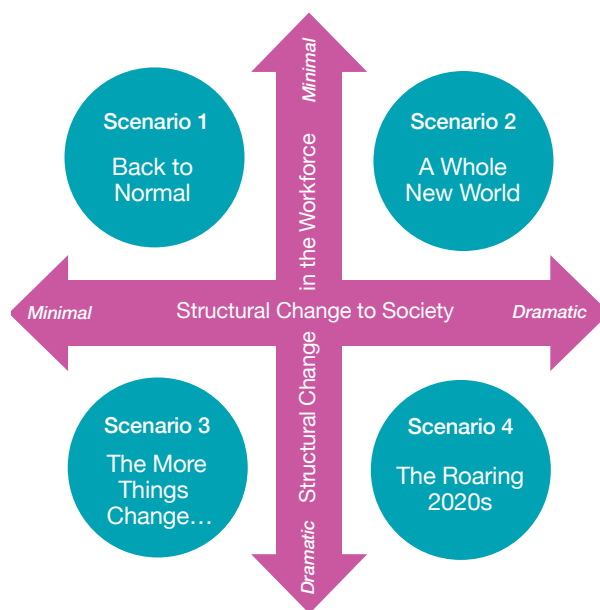 Minimal
Scenario 1
Back to
Normal
Scenario 2
A Whole
New World
Structural Change in the Workforce
Minimal
Structural Change to Society
Dramatic
Scenario 3
The More
Things
Change…
Scenario 4
The Roaring
2020s
Dramatic